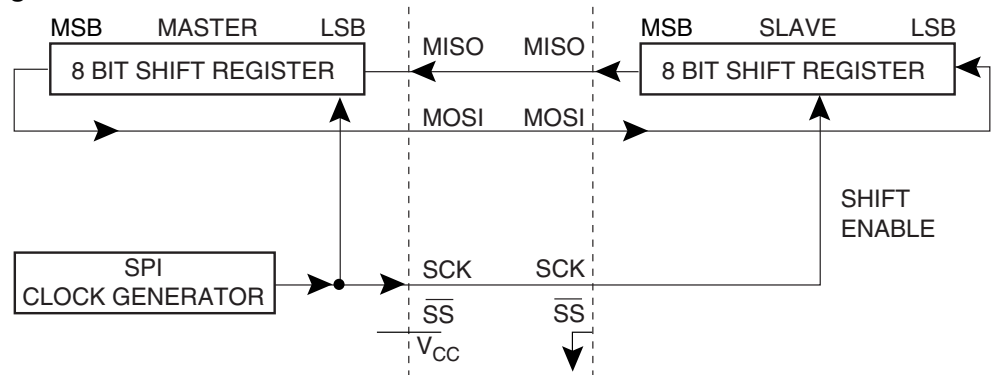 MSB MASTER LSB
8 BIT SHIFT REGISTER
MISO MISO
MSB SLAVE LSB
8 BIT SHIFT REGISTER
MOSI MOSI
SHIFT
ENABLE
SPI
CLOCK GENERATOR
SCK SCK
SS SS
VCC